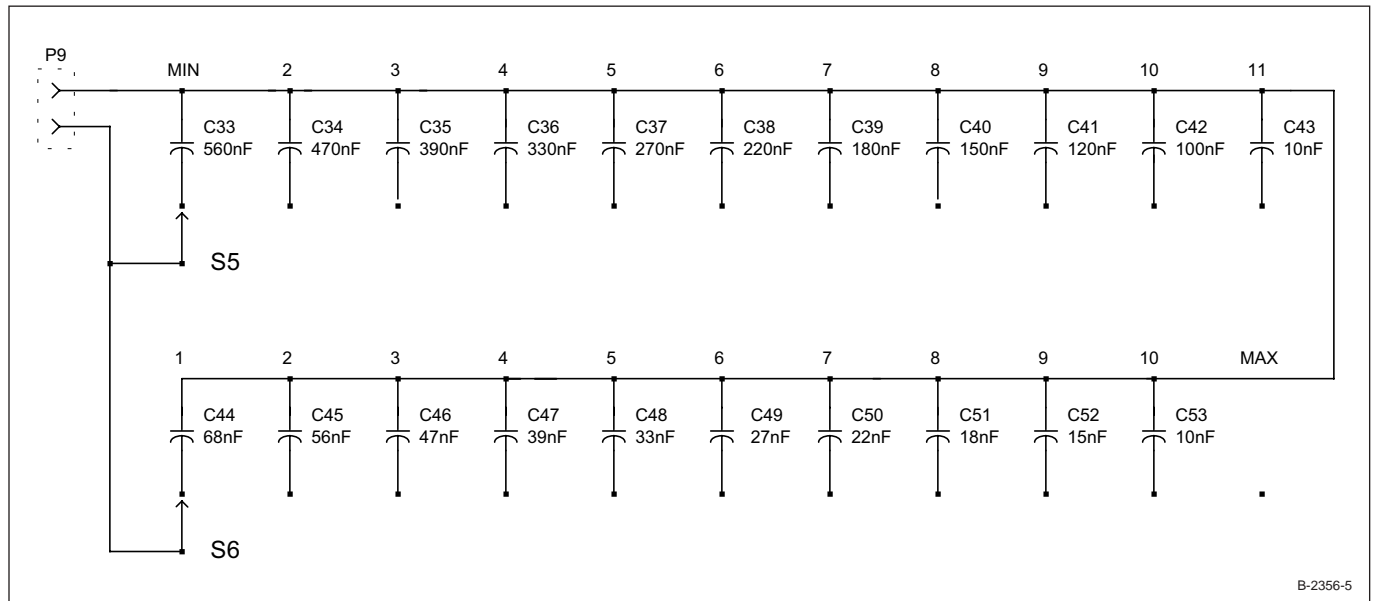 P9
MIN 2 3 4 5 6 7 8 9 10 11
C33 C34 C35 C36 C37 C38 C39 C40 C41 C42 C43
560nF 470nF 390nF 330nF 270nF 220nF 180nF 150nF 120nF 100nF 10nF
S5
1 2 3 4 5 6 7 8 9 10 MAX
C44 C45 C46 C47 C48 C49 C50 C51 C52 C53
68nF 56nF 47nF 39nF 33nF 27nF 22nF 18nF 15nF 10nF
S6
B-2356-5